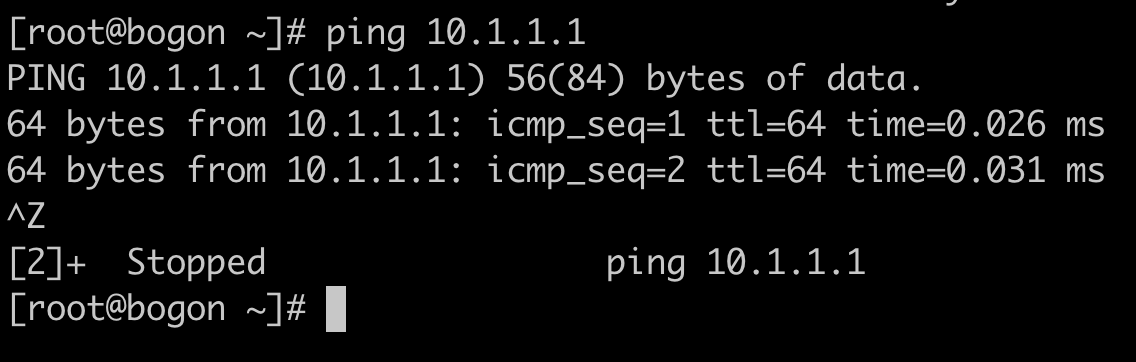 [root@bogon ~]# ping 10.1.1.1
PING 10.1.1.1 (10.1.1.1) 56(84) bytes of data.
64 bytes from 10.1.1.1: icmp_seq=1 ttl=64 time=0.026 ms
64 bytes from 10.1.1.1: icmp_seq=2 ttl=64 time=0.031 ms
^Z
[2]+  Stopped                 ping 10.1.1.1
[root@bogon ~]#